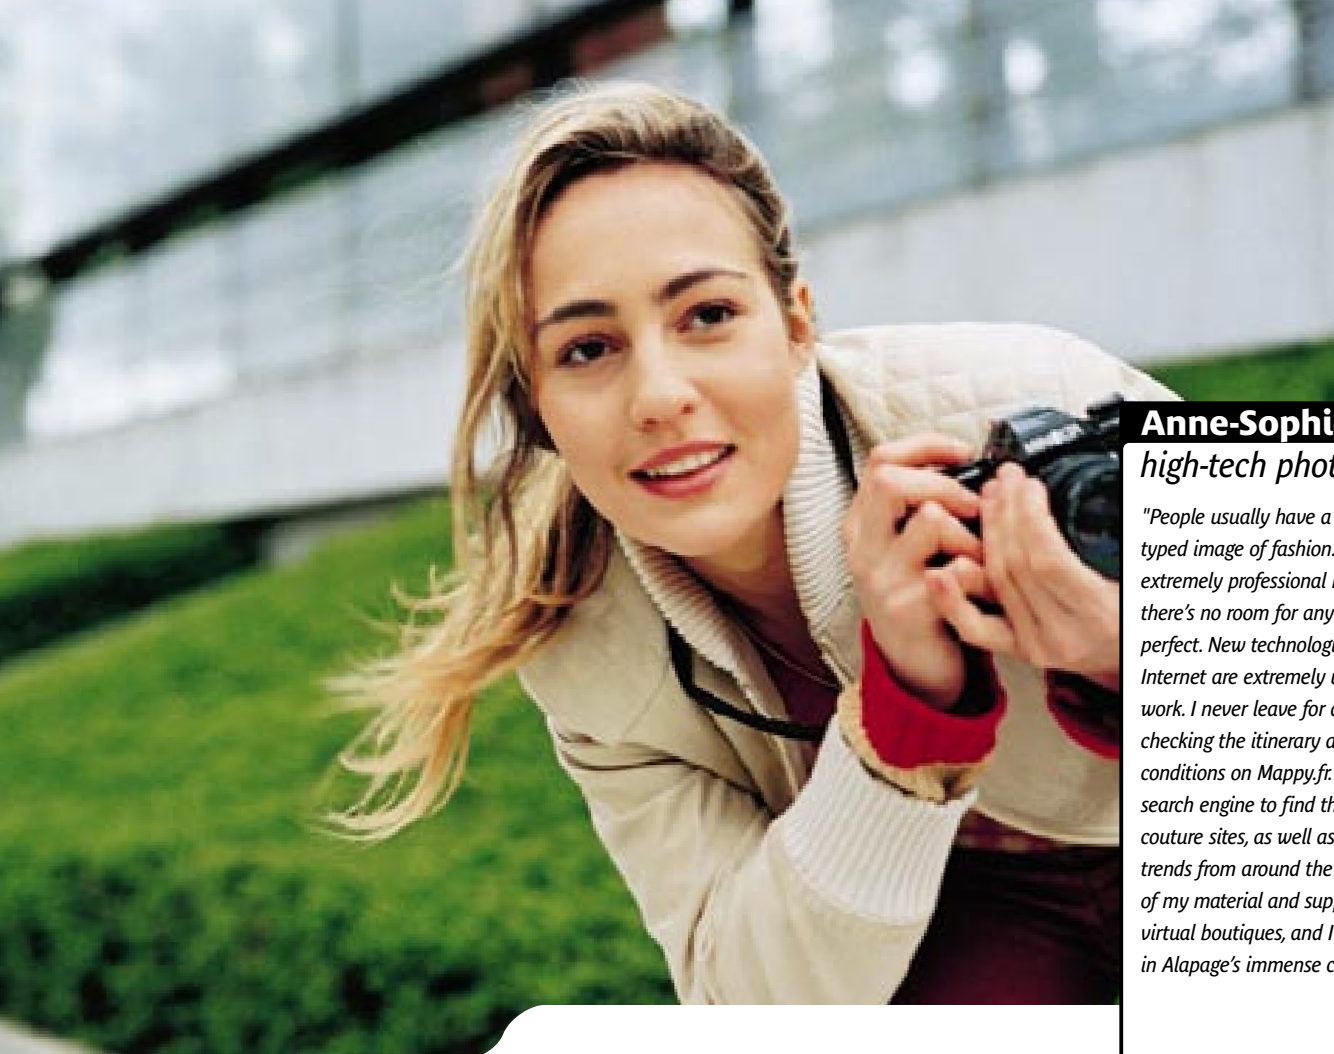 Anne-Sophi
high-tech phot
"People usually have a
typed image of fashion.
extremely professional
there's no room for any
perfect. New technologi
Internet are extremely
work. I never leave for
checking the itinerary
conditions on Mappy.fr.
search engine to find th
couture sites, as well as
trends from around the
of my material and sup
virtual boutiques, and I
in Alapage's immense c